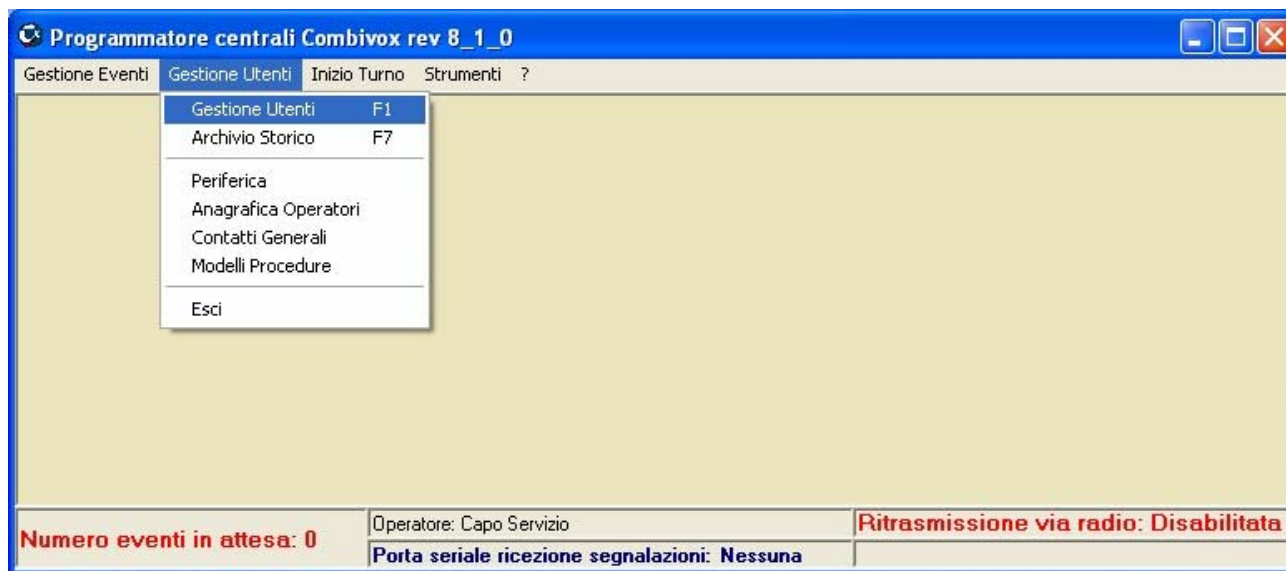 Programmatore centrali Combivox rev 8_1_0
Gestione Eventi Gestione Utenti Inizio Turno Strumenti ?
Gestione Utenti F1
Archivio Storico F7
Periferica
Anagrafica Operatori
Contatti Generali
Modelli Procedure
Esci
Numero eventi in attesa: 0
Operatore: Capo Servizio
Porta seriale ricezione segnalazioni: Nessuna
Ritrasmissione via radio: Disabilitata